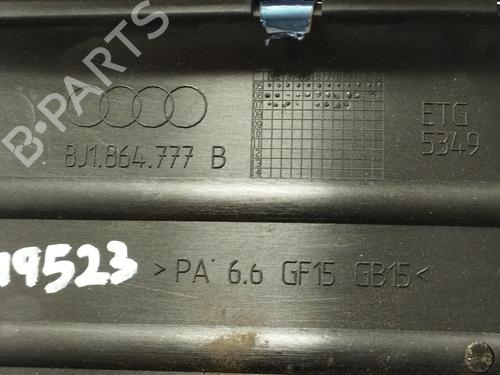 B-PARTS
8J1.864.777 B
ETG
5349
19523
>PA 6.6 GF15 GB15<